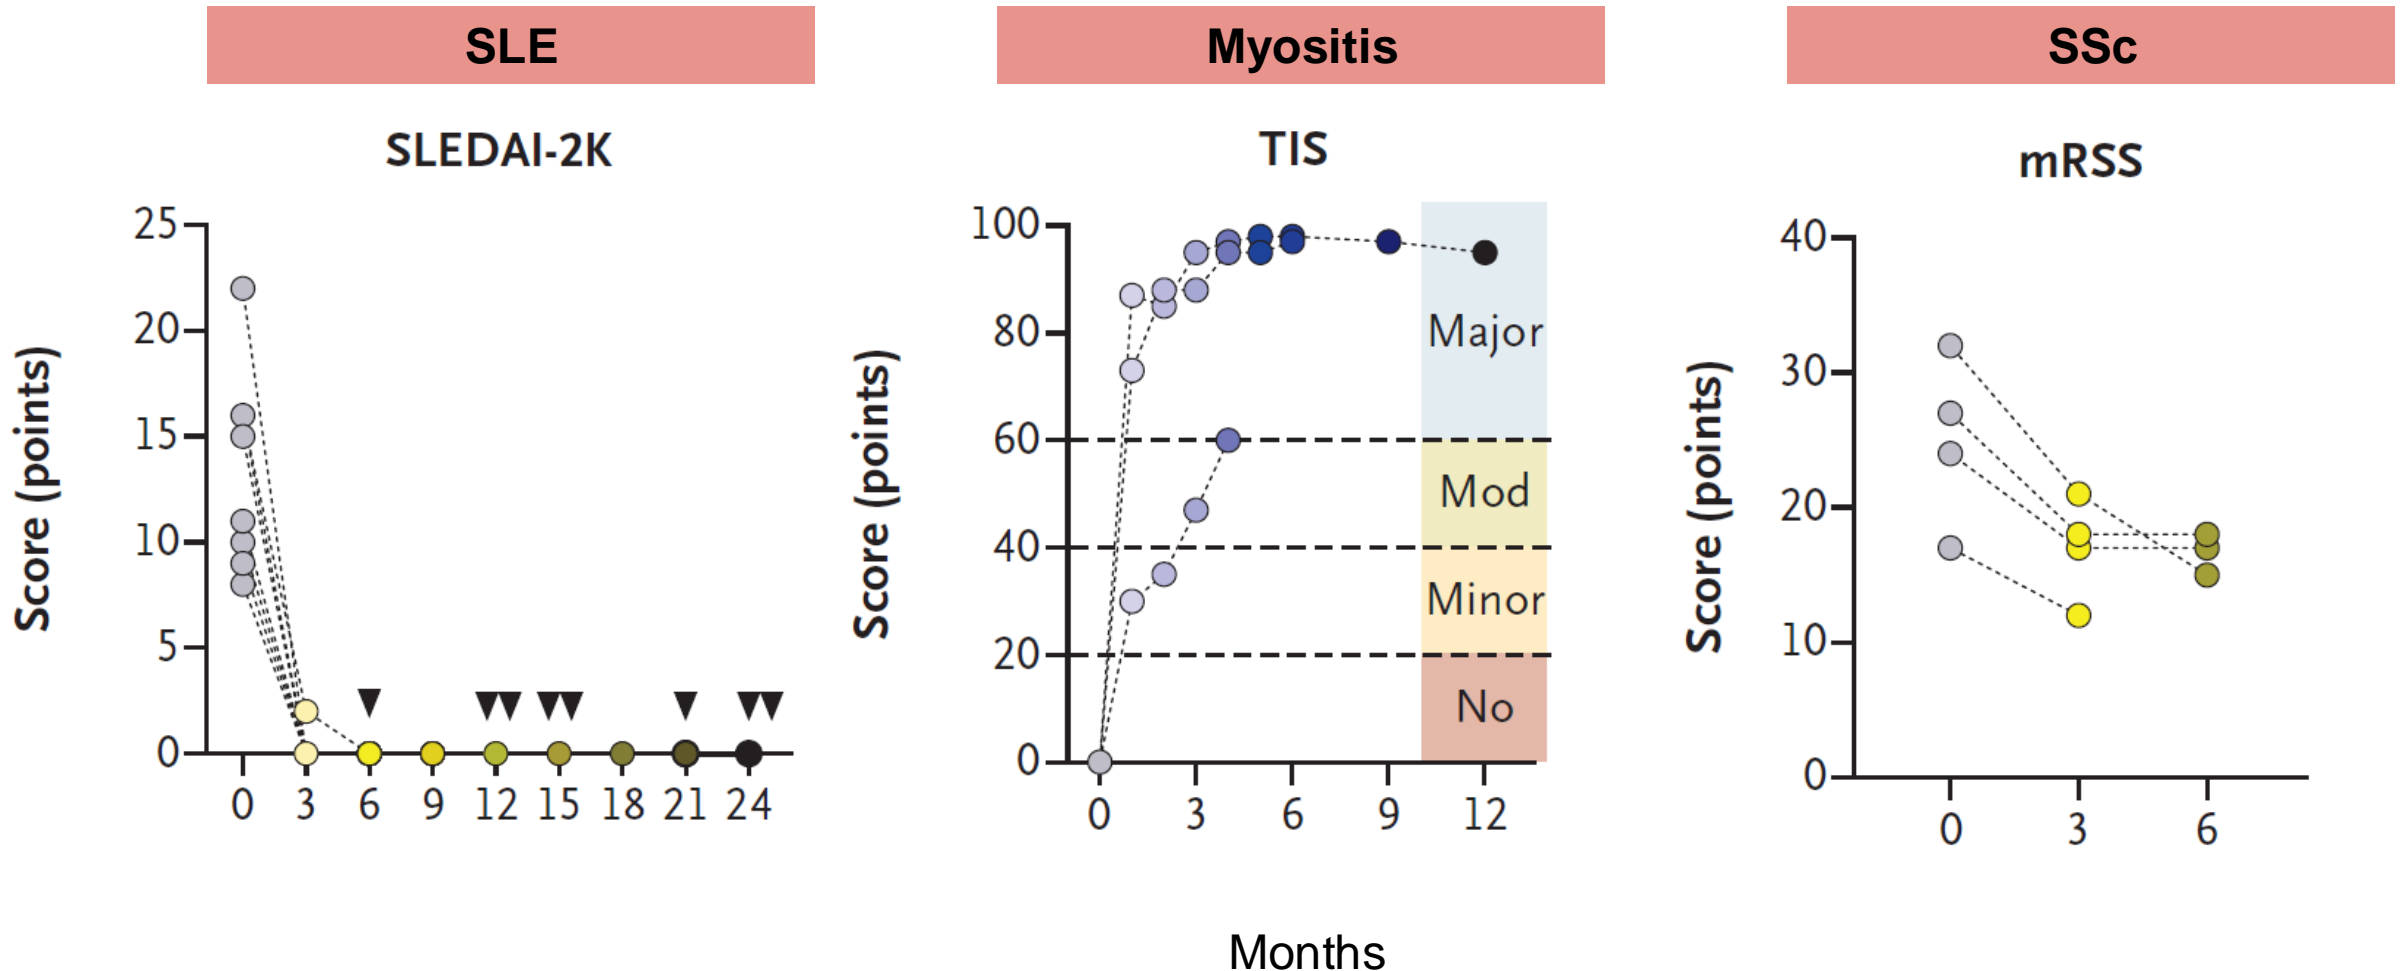 SLE
SLEDAI-2K
Score (points)
25
20
15
10
5
0
0 3 6 9 12 15 18 21 24
Myositis
TIS
Score (points)
100
80
60
40
20
0
Major
Mod
Minor
No
0 3 6 9 12
SSc
mRSS
Score (points)
40
30
20
10
0
0 3 6
Months